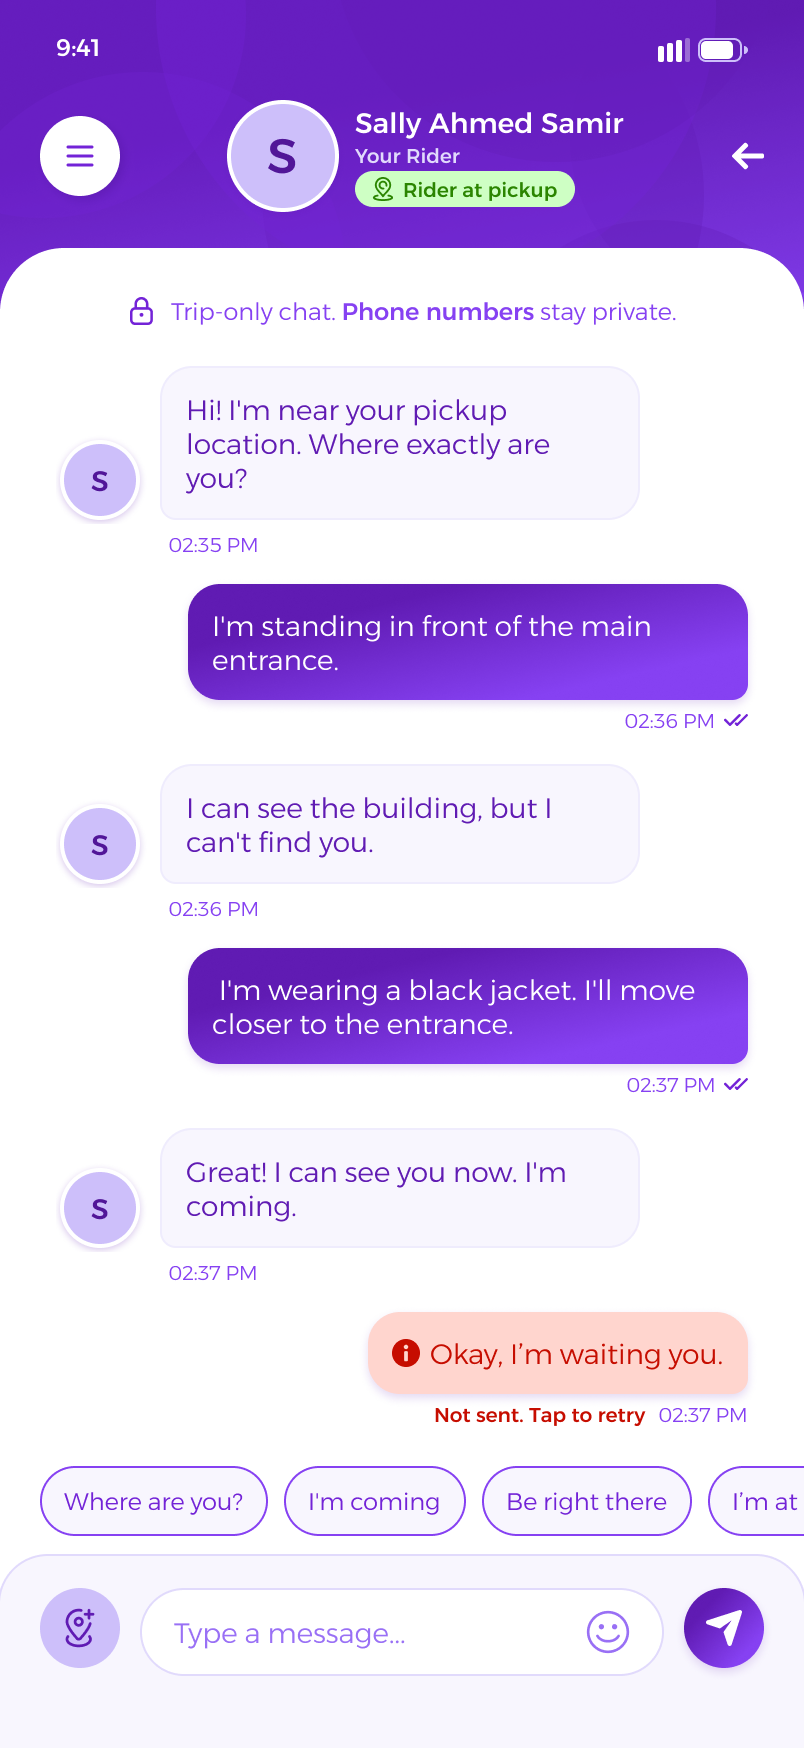 9:41
S
Sally Ahmed Samir
Your Rider
Rider at pickup
Trip-only chat. Phone numbers stay private.
Hi! I'm near your pickup
location. Where exactly are
you?
S
02:35 PM
I'm standing in front of the main
entrance.
02:36 PM
I can see the building, but I
can't find you.
S
02:36 PM
I'm wearing a black jacket. I'll move
closer to the entrance.
02:37 PM
Great! I can see you now. I'm
coming.
S
02:37 PM
Okay, I’m waiting you.
Not sent. Tap to retry 02:37 PM
Where are you? I'm coming Be right there I’m at
Type a message...